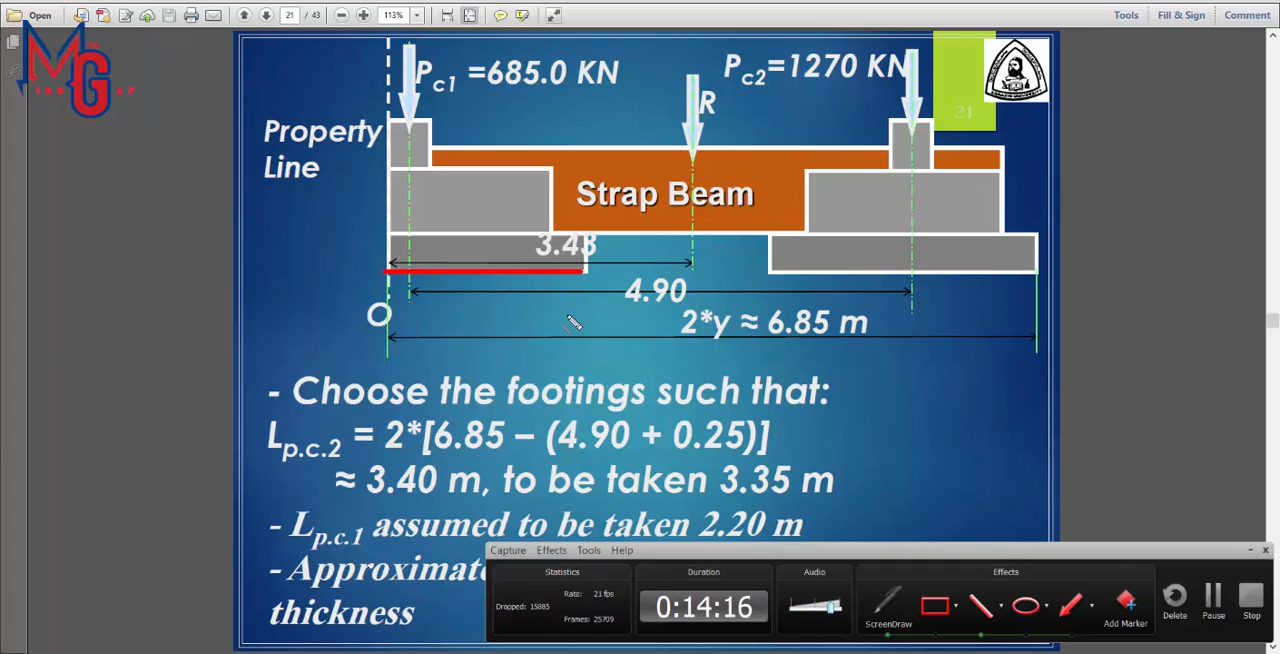 Open
21 / 43
113%
Tools
Fill & Sign
Comment
MG
Pc1 =685.0 KN
Pc2=1270 KN
R
21
Property
Line
Strap Beam
3.43
4.90
O
2*y ≈ 6.85 m
- Choose the footings such that:
Lp.c.2 = 2*[6.85 – (4.90 + 0.25)]
≈ 3.40 m, to be taken 3.35 m
- Lp.c.1 assumed to be taken 2.20 m
- Approximate
thickness
Capture Effects Tools Help
Statistics
Duration
Audio
Effects
Rate: 21 fps
Dropped: 15885
Frames: 25709
0:14:16
ScreenDraw
Add Marker
Delete
Pause
Stop